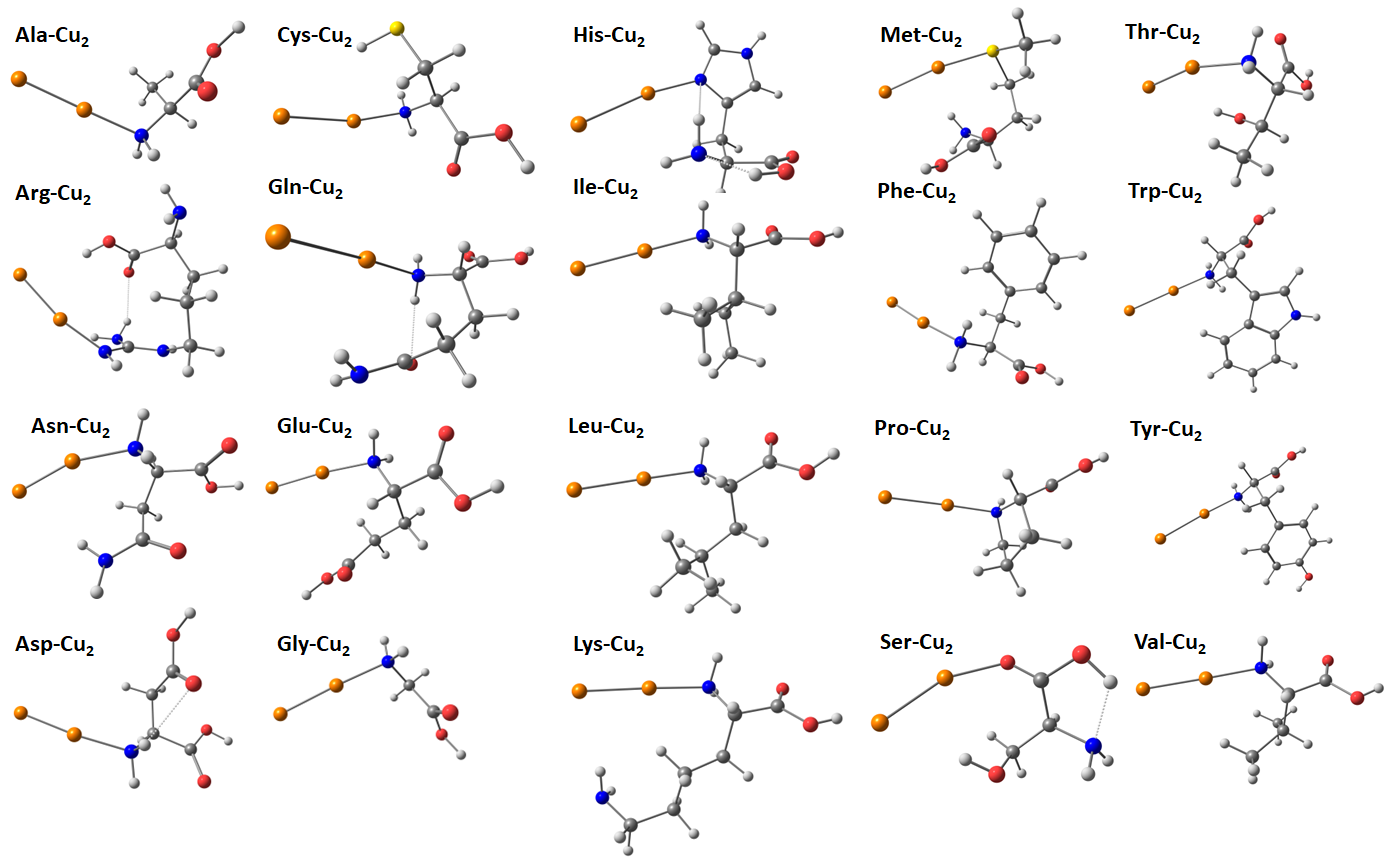 Ala-Cu₂
Cys-Cu₂
His-Cu₂
Met-Cu₂
Thr-Cu₂
Arg-Cu₂
Gln-Cu₂
Ile-Cu₂
Phe-Cu₂
Trp-Cu₂
Asn-Cu₂
Glu-Cu₂
Leu-Cu₂
Pro-Cu₂
Tyr-Cu₂
Asp-Cu₂
Gly-Cu₂
Lys-Cu₂
Ser-Cu₂
Val-Cu₂